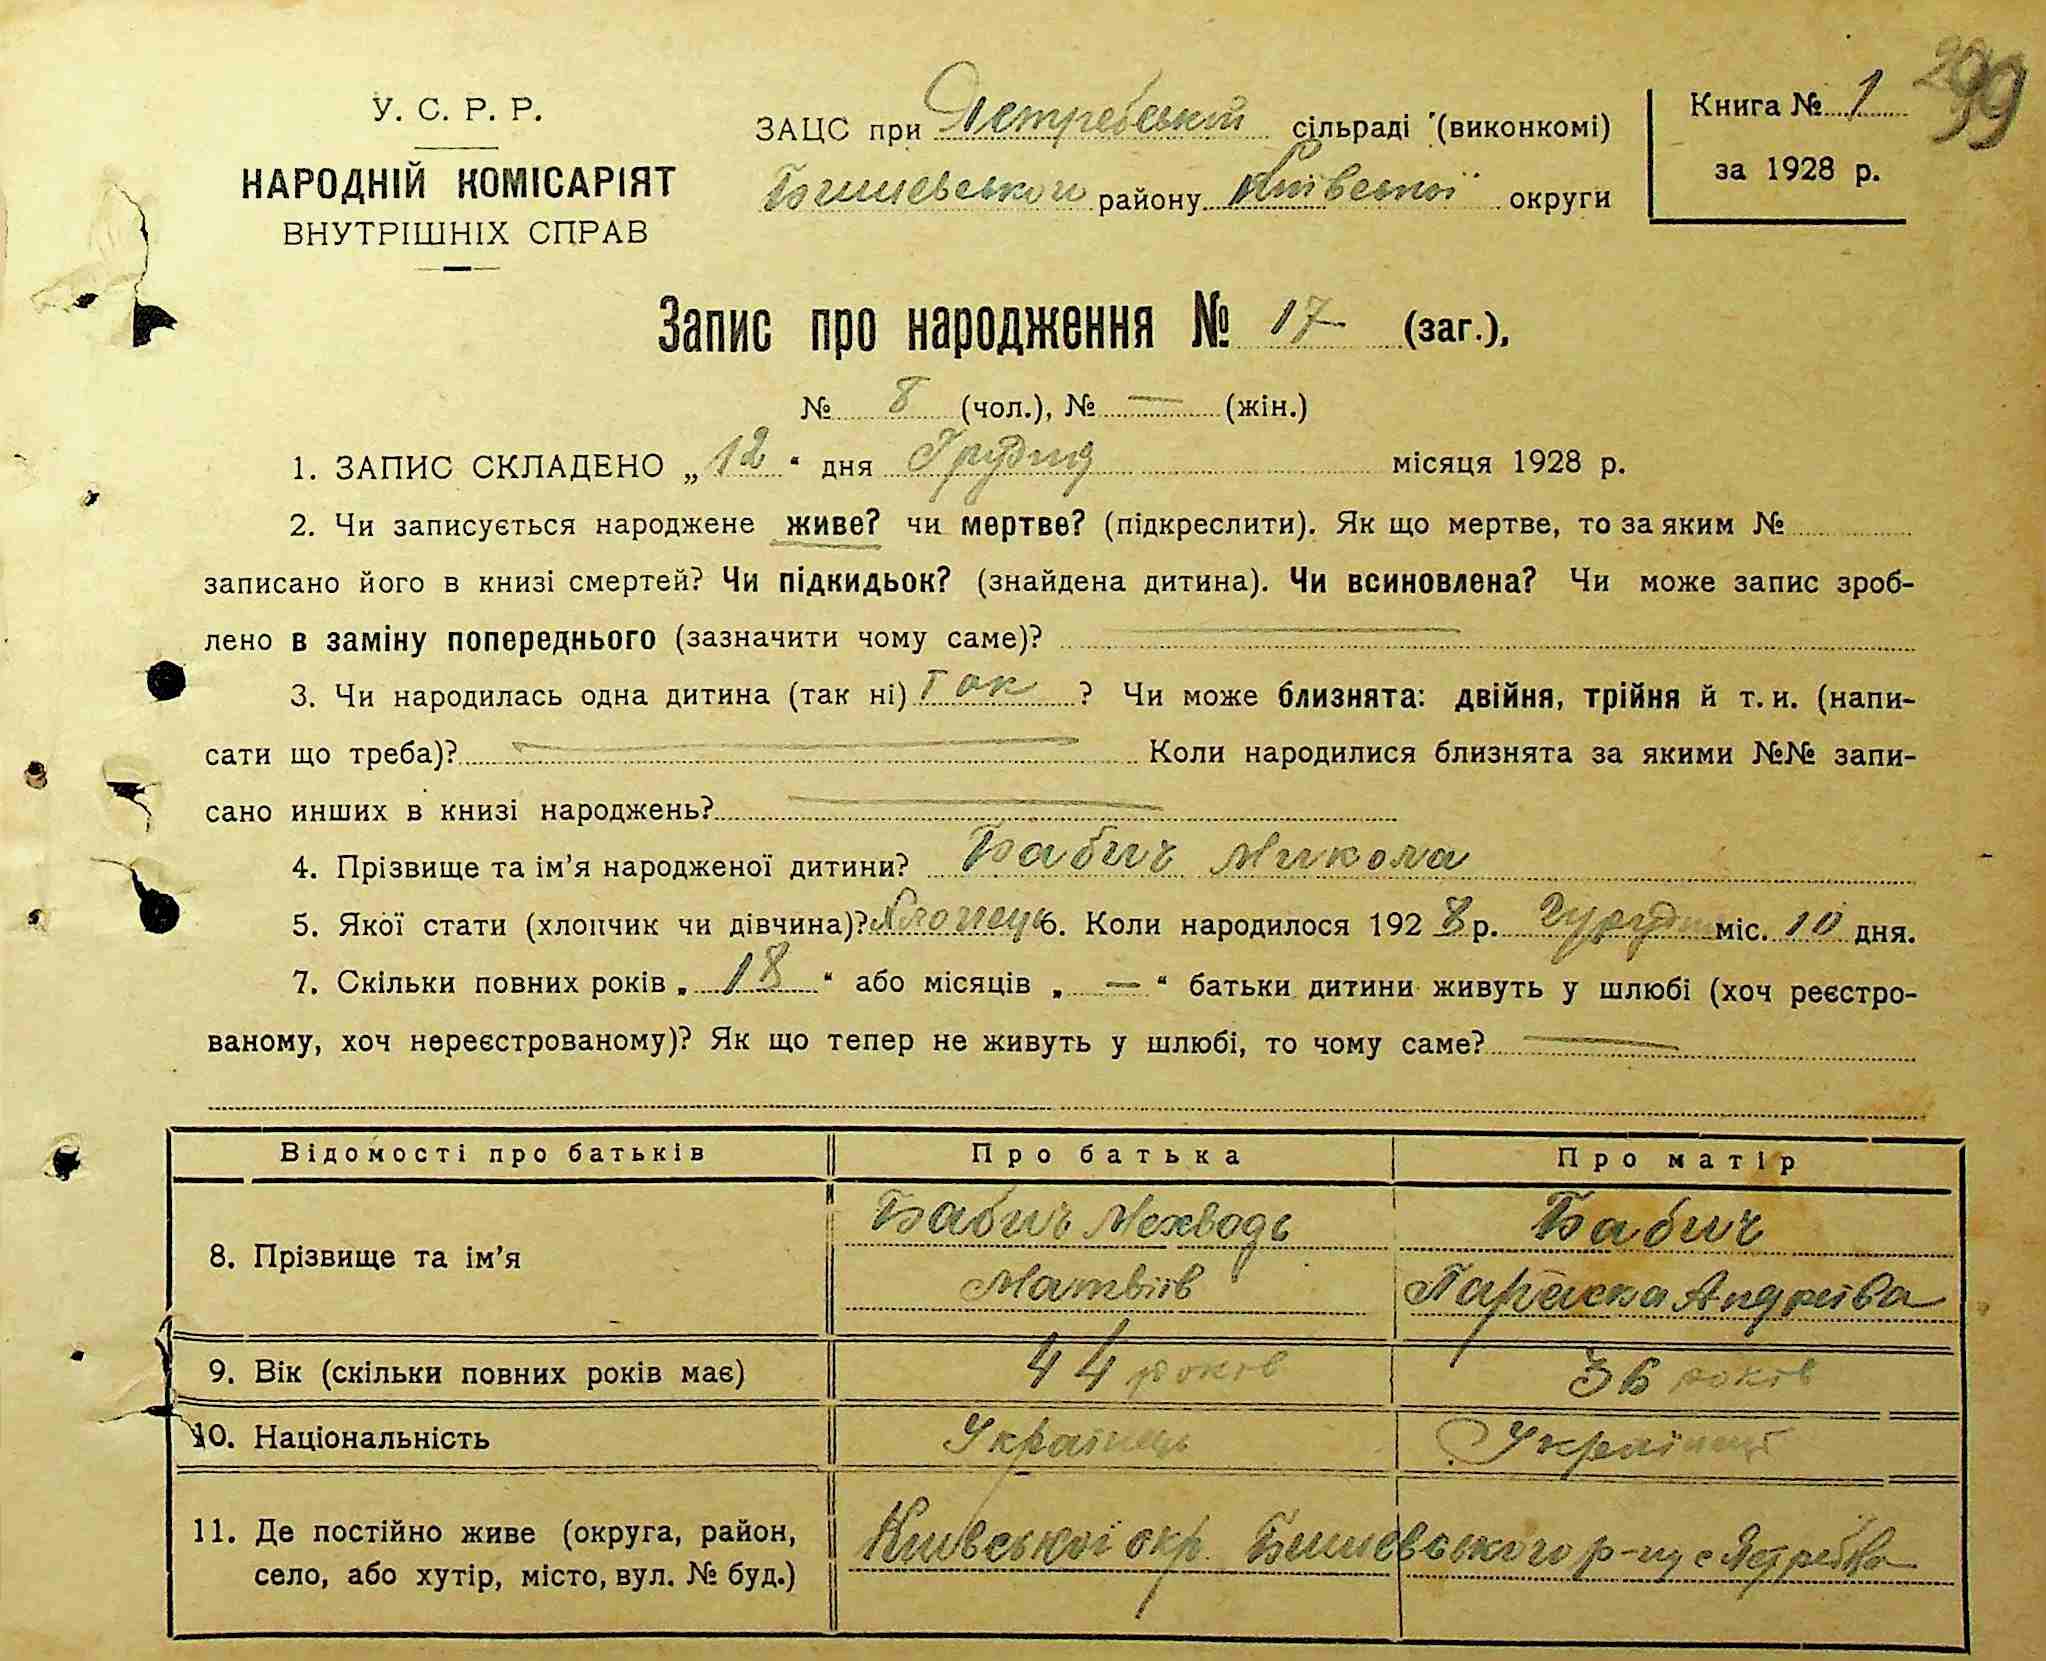 299
У. С. Р. Р.
НАРОДНІЙ КОМІСАРІЯТ
ВНУТРІШНІХ СПРАВ
ЗАЦС при Ястребській сільраді (виконкомі)
Бишевського району Київської округи
Книга № 1
за 1928 р.
Запис про народження № 17 (заг.),
№ 8 (чол.), № — (жін.)
1. ЗАПИС СКЛАДЕНО „12“ дня Грудня місяця 1928 р.
2. Чи записується народжене живе? чи мертве? (підкреслити). Як що мертве, то за яким №
записано його в книзі смертей? Чи підкидьок? (знайдена дитина). Чи всиновлена? Чи може запис зроб-
лено в заміну попереднього (зазначити чому саме)? —
3. Чи народилась одна дитина (так ні) Так ? Чи може близнята: двійня, трійня й т. и. (напи-
сати що треба)? — Коли народилися близнята за якими №№ запи-
сано инших в книзі народжень? —
4. Прізвище та ім'я народженої дитини? Бабич Микола
5. Якої стати (хлопчик чи дівчина)? Хлопець 6. Коли народилося 1928 р. міс. 10 дня.
7. Скільки повних років „18“ або місяців „—“ батьки дитини живуть у шлюбі (хоч реєстро-
ваному, хоч нереєстрованому)? Як що тепер не живуть у шлюбі, то чому саме? —
Відомості про батьків Про батька Про матір
8. Прізвище та ім'я Бабич Бабич
Матвіїв Параска Андріїва
9. Вік (скільки повних років має) 44 років 36 років
10. Національність Українець
11. Де постійно живе (округа, район, Київської окр. Бишевського р-ну с Ястребка
село, або хутір, місто, вул. № буд.)